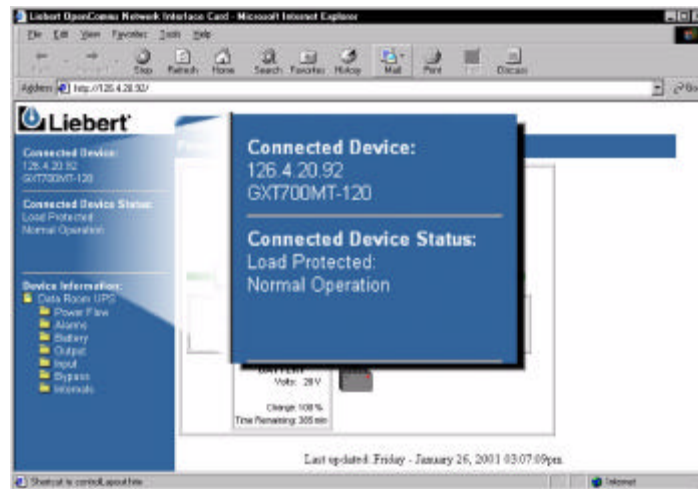 Liebert OpenComms Network Interface Card - Microsoft Internet Explorer
File Edit View Favorites Tools Help
Stop Refresh Home Search Favorites History Mail Print Discuss
Address http://126.4.20.92/
Liebert
Connected Device:
126.4.20.92
GXT700MT-120
Connected Device Status:
Load Protected
Normal Operation
Device Information:
Data Room UPS
Power Flow
Alarms
Battery
Output
Input
Bypass
Internals
Connected Device:
126.4.20.92
GXT700MT-120
Connected Device Status:
Load Protected:
Normal Operation
BATTERY
Volts: 28 V
Charge: 100 %
Time Remaining: 305 min
Last updated: Friday - January 26, 2001 03:07:09pm
Internet